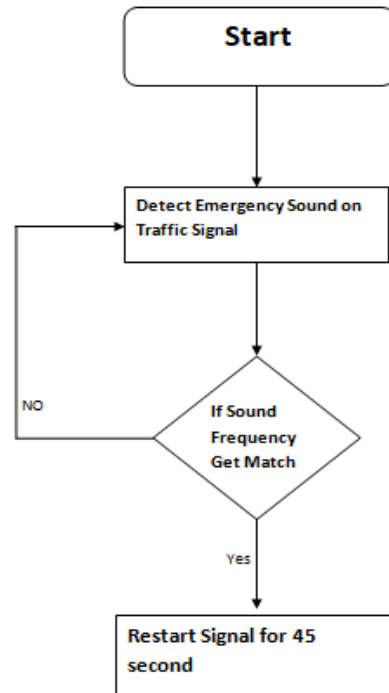 Start
Detect Emergency Sound on
Traffic Signal
NO
If Sound
Frequency
Get Match
Yes
Restart Signal for 45
second